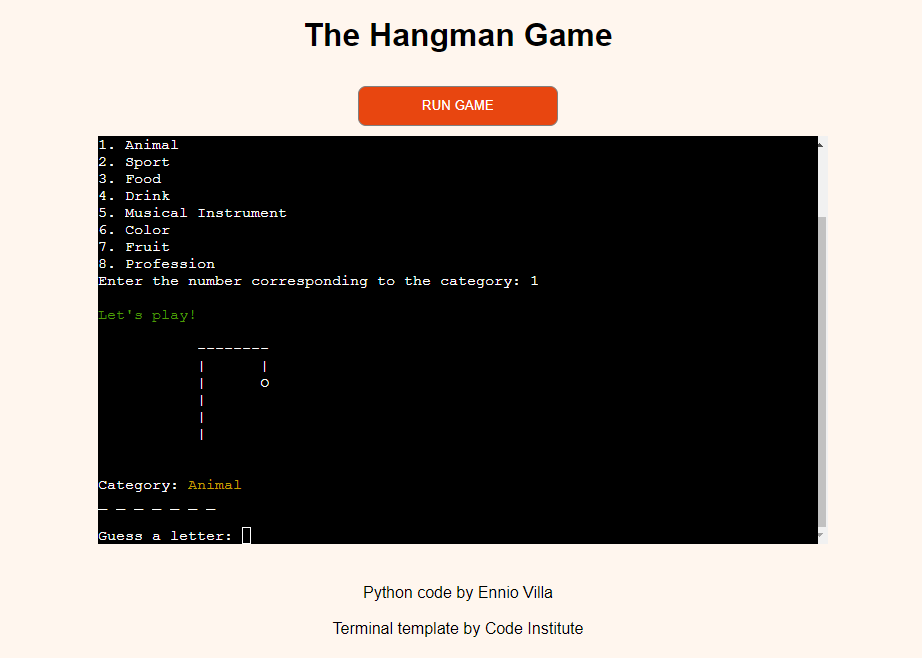 The Hangman Game
RUN GAME
1. Animal
2. Sport
3. Food
4. Drink
5. Musical Instrument
6. Color
7. Fruit
8. Profession
Enter the number corresponding to the category: 1
Let's play!
--------
|      |
|      O
|
|
|
Category: Animal
_ _ _ _ _ _ _
Guess a letter:
Python code by Ennio Villa
Terminal template by Code Institute